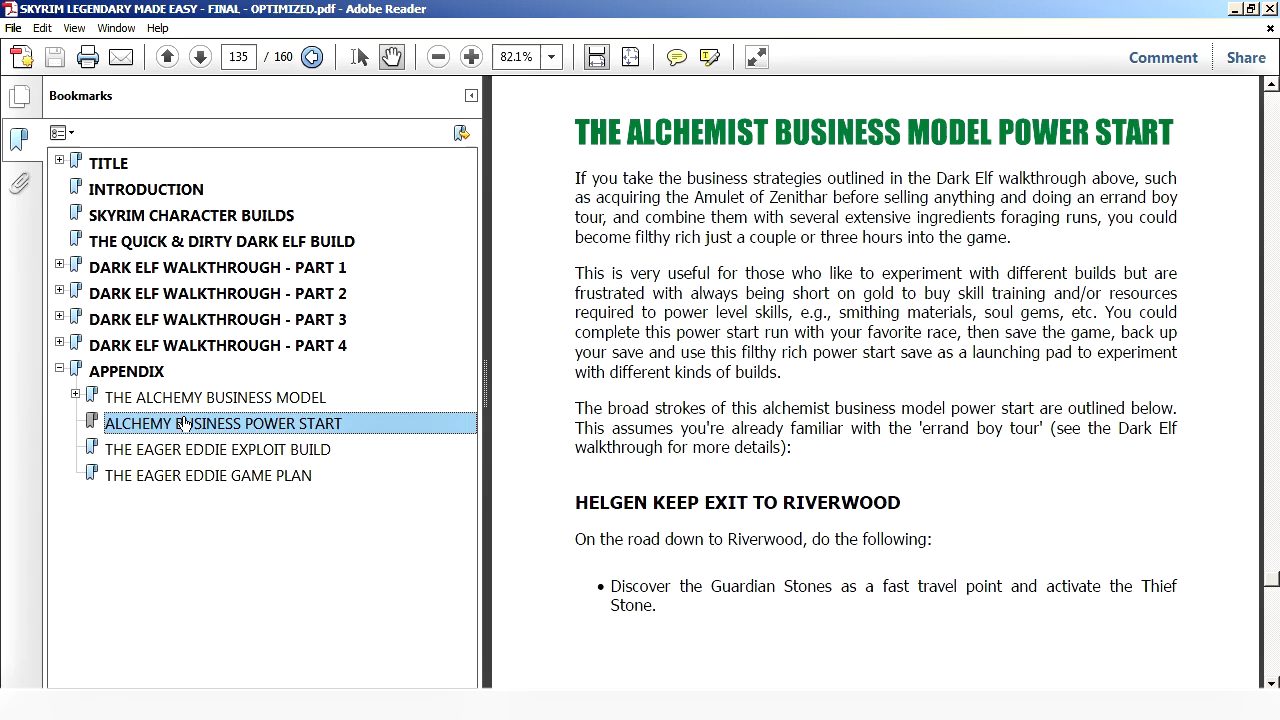 SKYRIM LEGENDARY MADE EASY - FINAL - OPTIMIZED.pdf - Adobe Reader
File Edit View Window Help
135 / 160 82.1% Comment Share
Bookmarks
TITLE
INTRODUCTION
SKYRIM CHARACTER BUILDS
THE QUICK & DIRTY DARK ELF BUILD
DARK ELF WALKTHROUGH - PART 1
DARK ELF WALKTHROUGH - PART 2
DARK ELF WALKTHROUGH - PART 3
DARK ELF WALKTHROUGH - PART 4
APPENDIX
THE ALCHEMY BUSINESS MODEL
ALCHEMY BUSINESS POWER START
THE EAGER EDDIE EXPLOIT BUILD
THE EAGER EDDIE GAME PLAN
THE ALCHEMIST BUSINESS MODEL POWER START
If you take the business strategies outlined in the Dark Elf walkthrough above, such
as acquiring the Amulet of Zenithar before selling anything and doing an errand boy
tour, and combine them with several extensive ingredients foraging runs, you could
become filthy rich just a couple or three hours into the game.
This is very useful for those who like to experiment with different builds but are
frustrated with always being short on gold to buy skill training and/or resources
required to power level skills, e.g., smithing materials, soul gems, etc. You could
complete this power start run with your favorite race, then save the game, back up
your save and use this filthy rich power start save as a launching pad to experiment
with different kinds of builds.
The broad strokes of this alchemist business model power start are outlined below.
This assumes you're already familiar with the 'errand boy tour' (see the Dark Elf
walkthrough for more details):
HELGEN KEEP EXIT TO RIVERWOOD
On the road down to Riverwood, do the following:
• Discover the Guardian Stones as a fast travel point and activate the Thief
Stone.